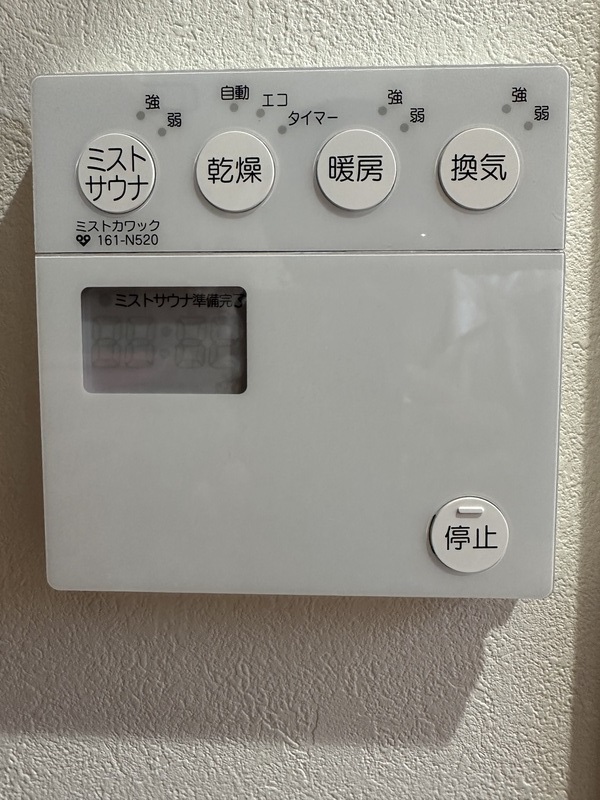 強
弱
自動
エコ
タイマー
強
弱
強
弱
ミスト
サウナ
乾燥
暖房
換気
ミストカワック
161-N520
ミストサウナ準備完了
停止